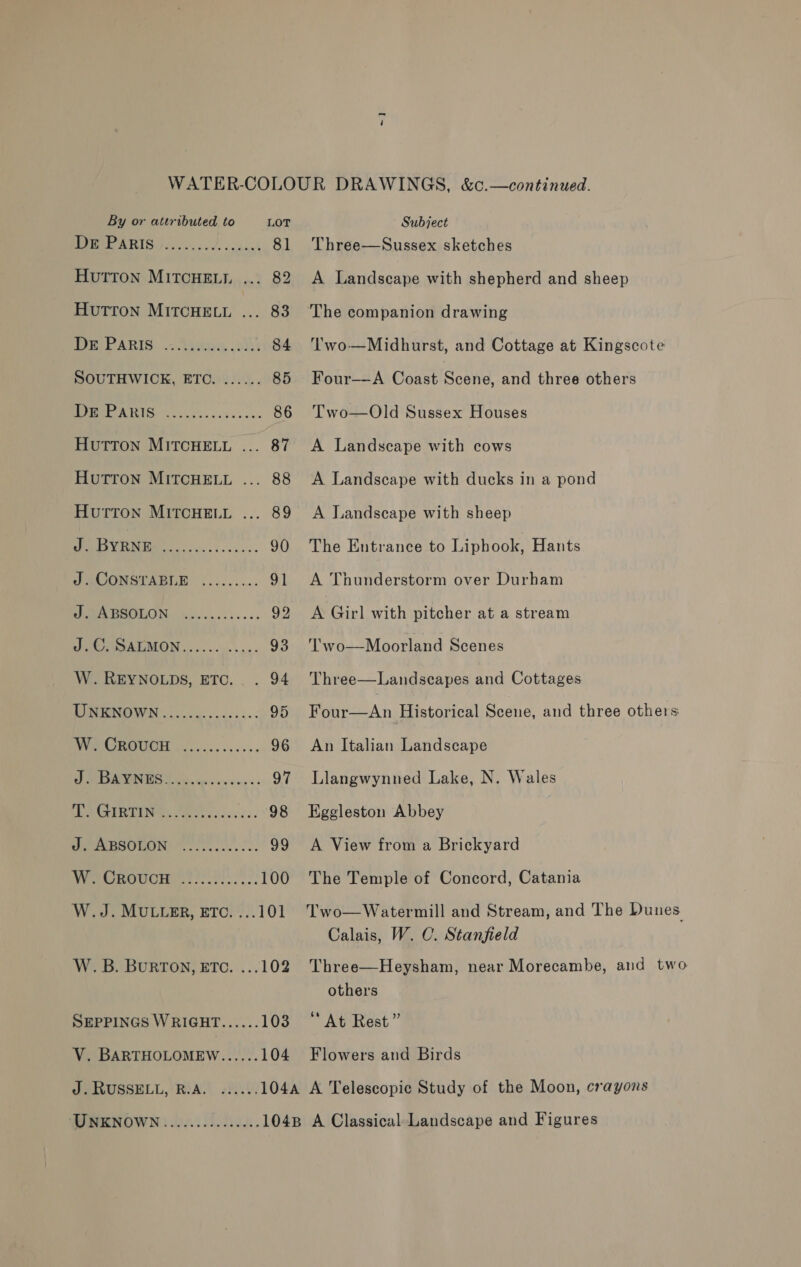 7
WATER-COLOUR DRAWINGS, &c.—continued.
By or attributed to LOT Subject
DE PARIS ................ 81 Three—Sussex sketches
HUTTON MITCHELL ... 82 A Landscape with shepherd and sheep
HUTTON MITCHELL ... 83 The companion drawing
DE PARIS ................ 84 Two—Midhurst, and Cottage at Kingscote
SOUTHWICK, ETC. ...... 85 Four—A Coast Scene, and three others
DE PARIS ................ 86 Two—Old Sussex Houses
HUTTON MITCHELL ... 87 A Landscape with cows
HUTTON MITCHELL ... 88 A Landscape with ducks in a pond
HUTTON MITCHELL ... 89 A Landscape with sheep
J. BYRNE ............... 90 The Entrance to Liphook, Hants
J. CONSTABLE ......... 91 A Thunderstorm over Durham
J. ABSOLON ............ 92 A Girl with pitcher at a stream
J. C. SALMON...... ..... 93 Two—Moorland Scenes
W. REYNOLDS, ETC. . . 94 Three—Landscapes and Cottages
UNKNOWN............... 95 Four—An Historical Scene, and three others
W. CROUCH ............ 96 An Italian Landscape
J. BAYNES............... 97 Llangwynned Lake, N. Wales
T. GIRTIN ............... 98 Eggleston Abbey
J. ABSOLON ............ 99 A View from a Brickyard
W. CROUCH ............100 The Temple of Concord, Catania
W. J. MULLER, ETC. ...101 Two—Watermill and Stream, and The Dunes
Calais, W. C. Stanfield
W. B. BURTON, ETC. ...102 Three—Heysham, near Morecambe, and two
others
SEPPINGS WRIGHT......103 “At Rest”
V. BARTHOLOMEW......104 Flowers and Birds
J. RUSSELL, R.A. ......104A A Telescopic Study of the Moon, crayons
UNKNOWN...............104B A Classical Landscape and Figures